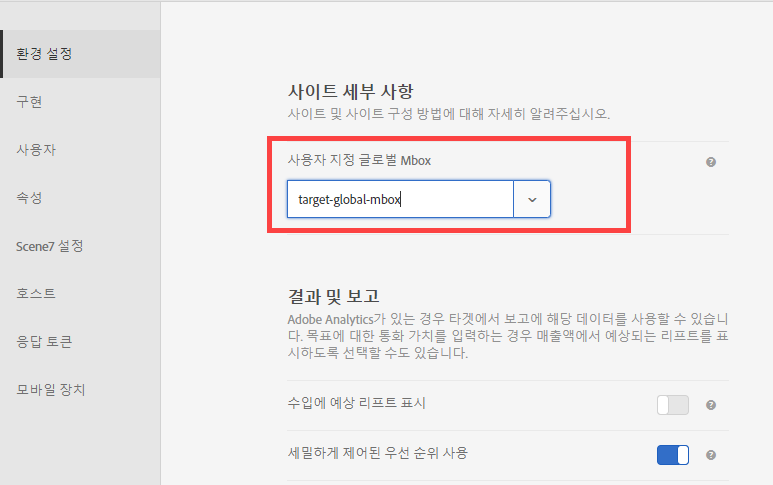 환경 설정
구현
사용자
속성
Scene7 설정
호스트
응답 토큰
모바일 장치
사이트 세부 사항
사이트 및 사이트 구성 방법에 대해 자세히 알려주십시오.
사용자 지정 글로벌 Mbox
target-global-mbox
결과 및 보고
Adobe Analytics가 있는 경우 타겟에서 보고에 해당 데이터를 사용할 수 있습니
다. 목표에 대한 통화 가치를 입력하는 경우 매출액에서 예상되는 리프트를 표
시하도록 선택할 수도 있습니다.
수입에 예상 리프트 표시
세밀하게 제어된 우선 순위 사용